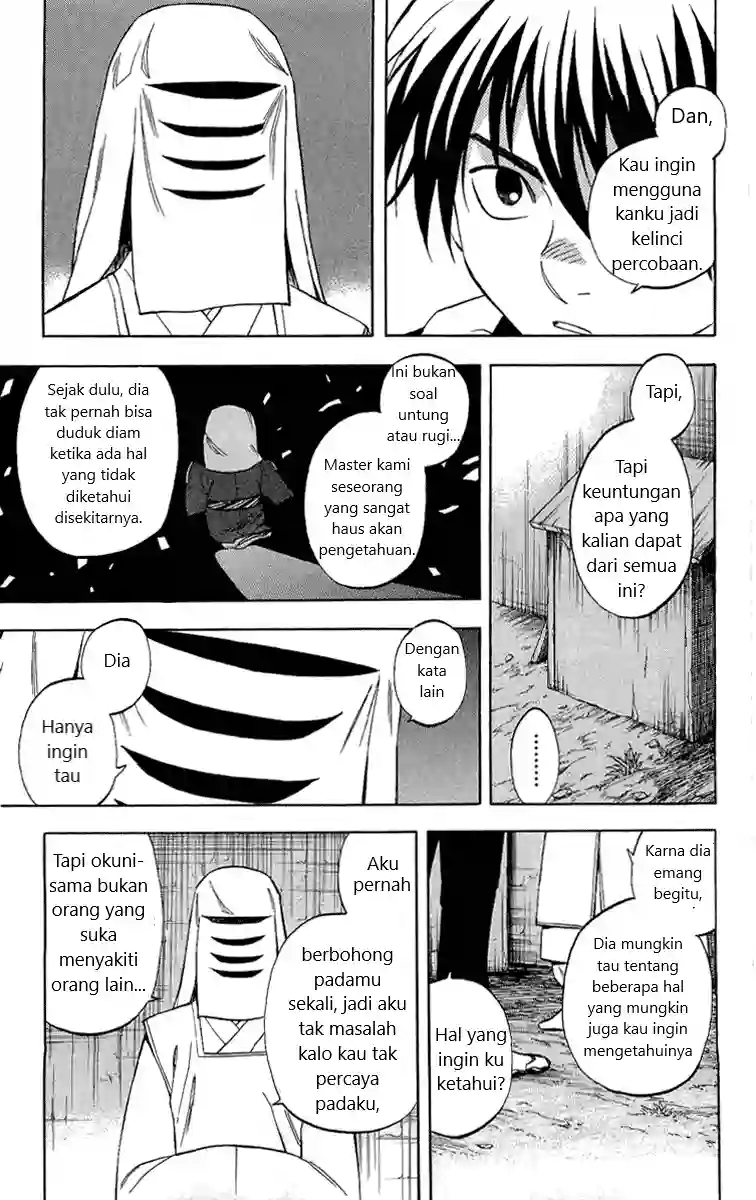 Dan,
Kau ingin
mengguna
kanku jadi
kelinci
percobaan.
Tapi,
Tapi
keuntungan
apa yang
kalian dapat
dari semua
ini?
........
Ini bukan
soal
untung
atau rugi...
Master kami
seseorang
yang sangat
haus akan
pengetahuan.
Sejak dulu, dia
tak pernah bisa
duduk diam
ketika ada hal
yang tidak
diketahui
disekitarnya.
Dengan
kata
lain
Dia
Hanya
ingin
tau
Karna dia
emang
begitu,
Dia mungkin
tau tentang
beberapa hal
yang mungkin
juga kau ingin
mengetahuinya
Hal yang
ingin ku
ketahui?
Aku
pernah
berbohong
padamu
sekali, jadi aku
tak masalah
kalo kau tak
percaya
padaku,
Tapi okuni-
sama bukan
orang yang
suka
menyakiti
orang lain...